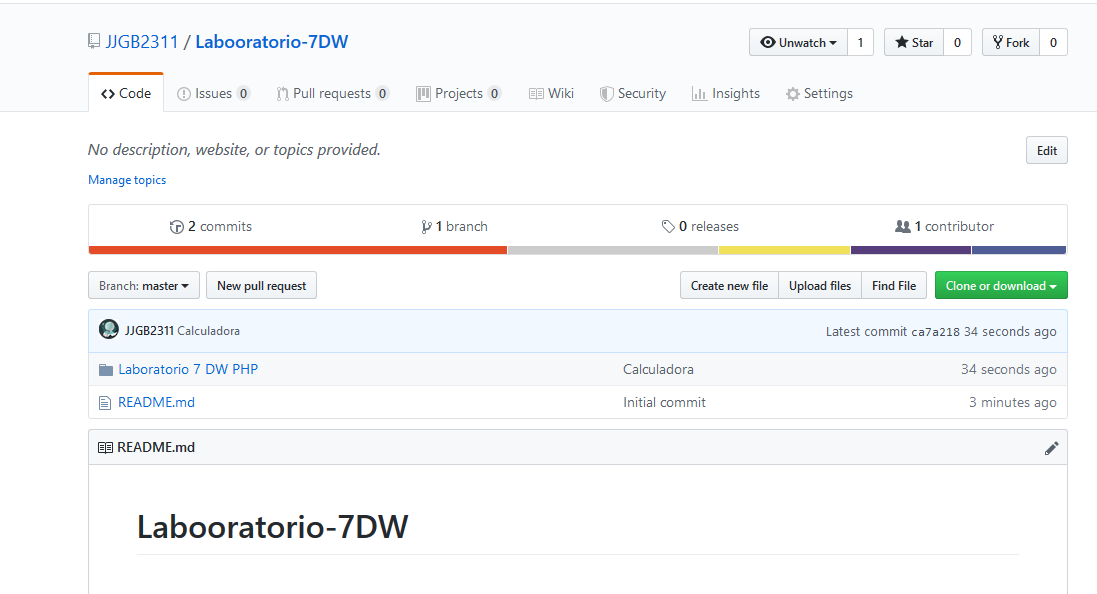 JJGB2311 / Labooratorio-7DW
Unwatch 1 Star 0 Fork 0
Code Issues 0 Pull requests 0 Projects 0 Wiki Security Insights Settings
No description, website, or topics provided. Edit
Manage topics
2 commits 1 branch 0 releases 1 contributor
Branch: master New pull request Create new file Upload files Find File Clone or download
JJGB2311 Calculadora Latest commit ca7a218 34 seconds ago
Laboratorio 7 DW PHP Calculadora 34 seconds ago
README.md Initial commit 3 minutes ago
README.md
Labooratorio-7DW